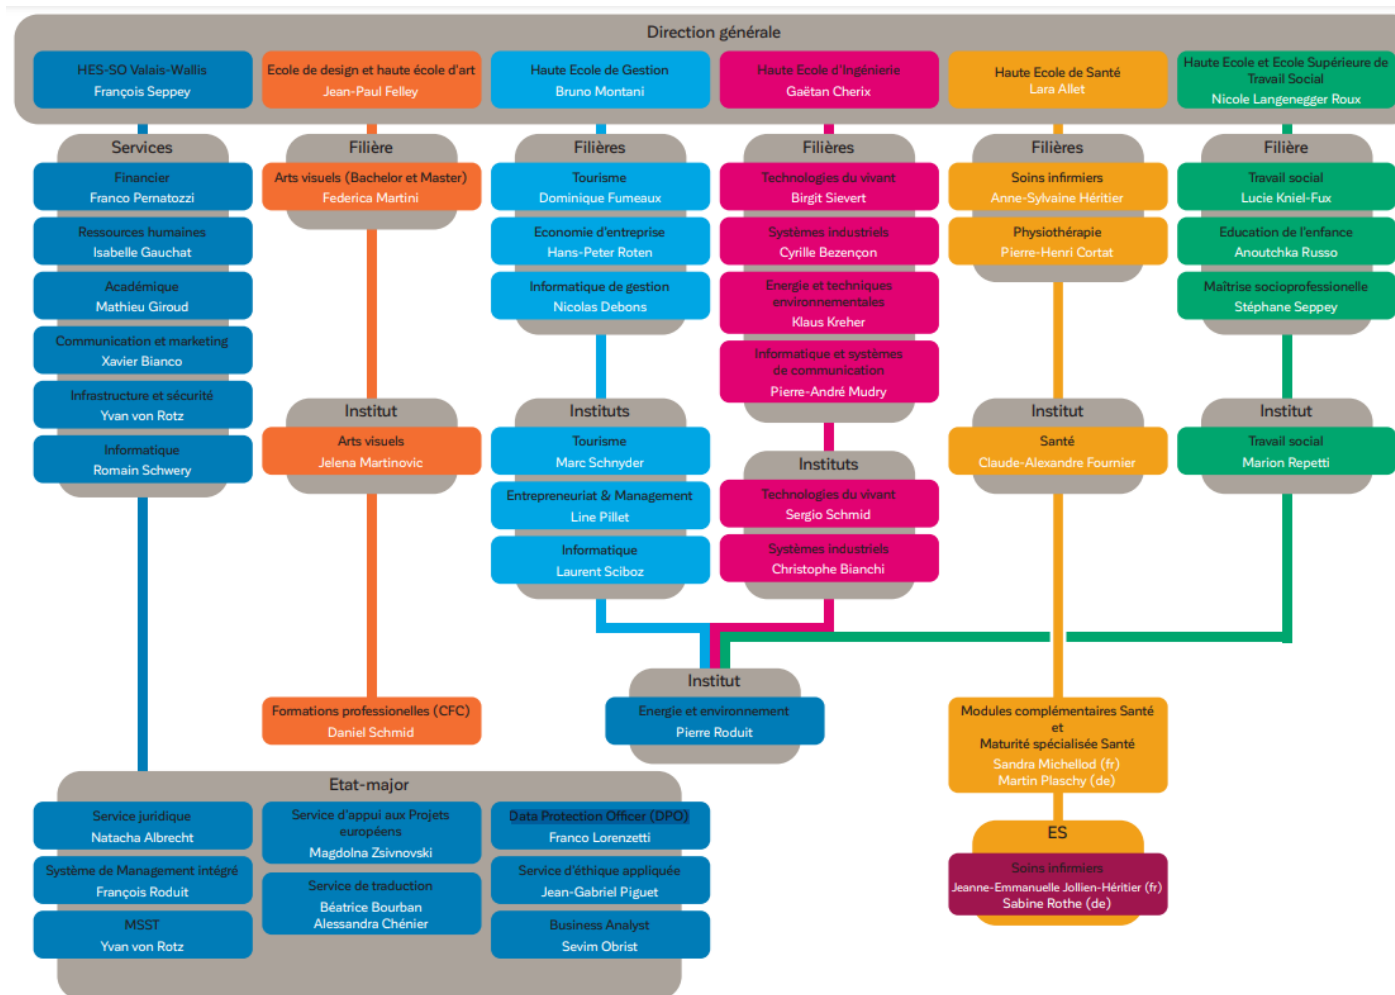 Direction générale
HES-SO Valais-Wallis
François Seppey
Ecole de design et haute école d'art
Jean-Paul Felley
Haute Ecole de Gestion
Bruno Montani
Haute Ecole d'Ingénierie
Gaëtan Cherix
Haute Ecole de Santé
Lara Allet
Haute Ecole et Ecole Supérieure de
Travail Social
Nicole Langenegger Roux
Services
Financier
Franco Pernatozzi
Ressources humaines
Isabelle Gauchat
Académique
Mathieu Giroud
Communication et marketing
Xavier Bianco
Infrastructure et sécurité
Yvan von Rotz
Informatique
Romain Schwery
Filière
Arts visuels (Bachelor et Master)
Federica Martini
Institut
Arts visuels
Jelena Martinovic
Formations professionelles (CFC)
Daniel Schmid
Filières
Tourisme
Dominique Fumeaux
Economie d'entreprise
Hans-Peter Roten
Informatique de gestion
Nicolas Debons
Instituts
Tourisme
Marc Schnyder
Entrepreneuriat & Management
Line Pillet
Informatique
Laurent Sciboz
Filières
Technologies du vivant
Birgit Sievert
Systèmes industriels
Cyrille Bezençon
Energie et techniques
environnementales
Klaus Kreher
Informatique et systèmes
de communication
Pierre-André Mudry
Instituts
Technologies du vivant
Sergio Schmid
Systèmes industriels
Christophe Bianchi
Institut
Energie et environnement
Pierre Roduit
Filières
Soins infirmiers
Anne-Sylvaine Héritier
Physiothérapie
Pierre-Henri Cortat
Institut
Santé
Claude-Alexandre Fournier
Modules complémentaires Santé
et
Maturité spécialisée Santé
Sandra Michellod (fr)
Martin Plaschy (de)
ES
Soins infirmiers
Jeanne-Emmanuelle Jollien-Héritier (fr)
Sabine Rothe (de)
Filière
Travail social
Lucie Kniel-Fux
Education de l'enfance
Anoutchka Russo
Maîtrise socioprofessionelle
Stéphane Seppey
Institut
Travail social
Marion Repetti
Etat-major
Service juridique
Natacha Albrecht
Système de Management intégré
François Roduit
MSST
Yvan von Rotz
Service d'appui aux Projets
européens
Magdolna Zsivnovski
Service de traduction
Béatrice Bourban
Alessandra Chénier
Data Protection Officer (DPO)
Franco Lorenzetti
Service d'éthique appliquée
Jean-Gabriel Piguet
Business Analyst
Sevim Obrist